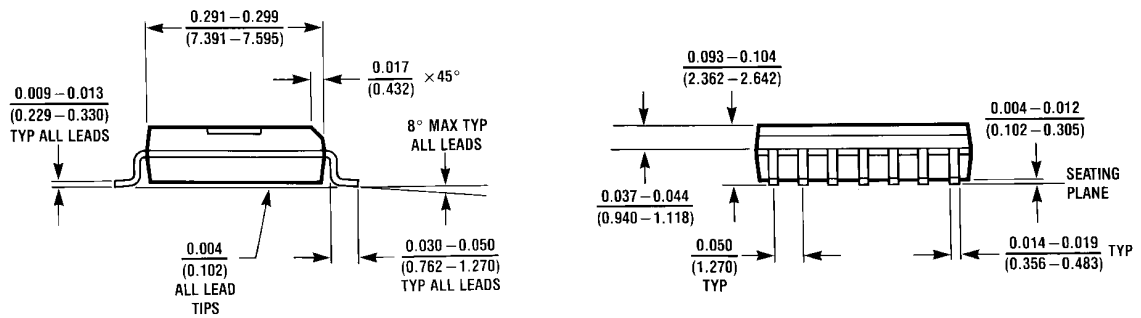 0.291 – 0.299
(7.391 – 7.595)
0.017
(0.432)
×45°
0.009 – 0.013
(0.229 – 0.330)
TYP ALL LEADS
8° MAX TYP
ALL LEADS
0.004
(0.102)
ALL LEAD
TIPS
0.030 – 0.050
(0.762 – 1.270)
TYP ALL LEADS
0.093 – 0.104
(2.362 – 2.642)
0.004 – 0.012
(0.102 – 0.305)
SEATING
PLANE
0.037 – 0.044
(0.940 – 1.118)
0.050
(1.270)
TYP
0.014 – 0.019
(0.356 – 0.483)
TYP